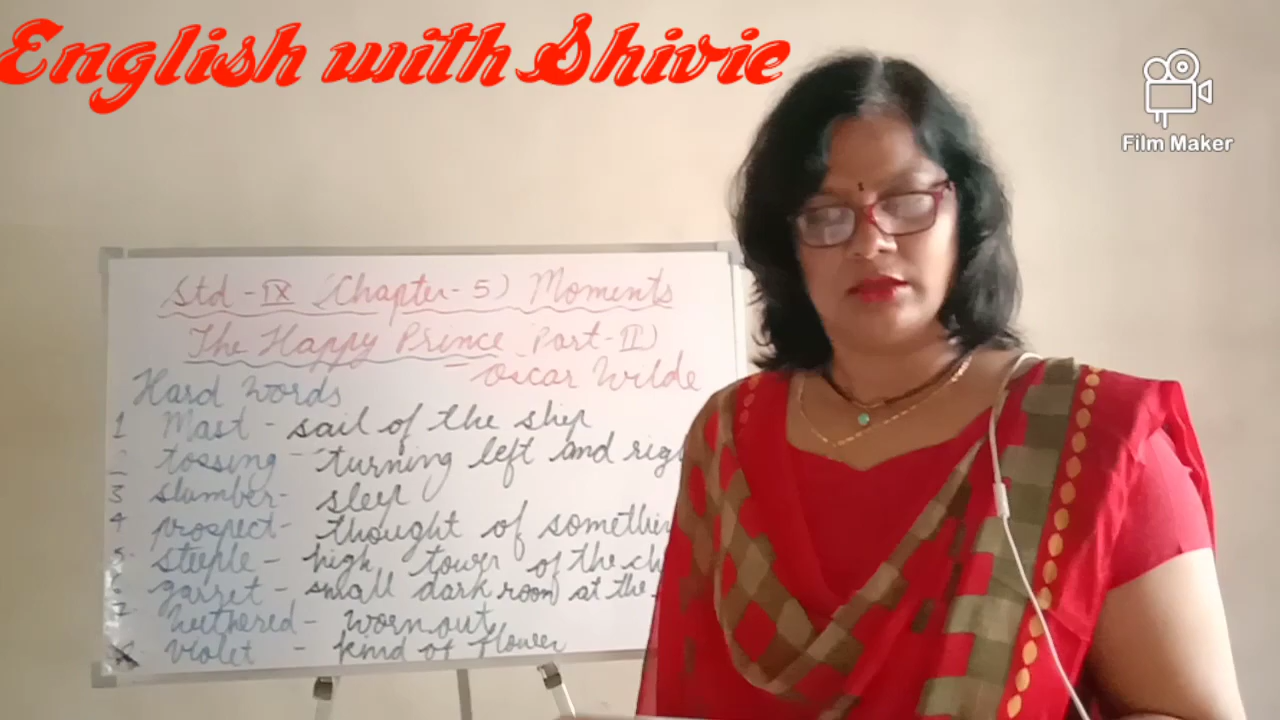 English with Shivie
Film Maker
Std - IX (Chapter - 5) Moments
The Happy Prince (Part - II)
- Oscar Wilde
Hard Words
1 Mast - sail of the ship
tossing - turning left and rig
3 slumber - sleep
4 prospect - thought of somethin
5 steeple - high tower of the ch
6 garret - small dark room at the
7 withered - worn out
8 violet - kind of flower